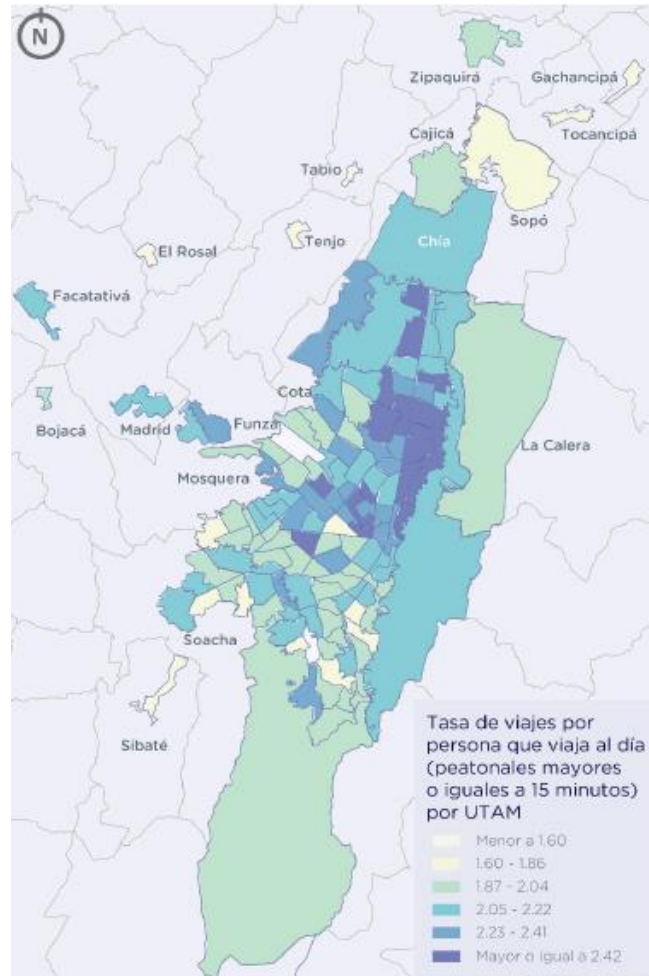 N
Zipaquirá
Gachancipá
Cajicá
Tocancipá
Tabio
Sopó
Tenjo
Chía
El Rosal
Facatativá
Cota
Bojacá
Madrid
Funza
La Calera
Mosquera
Soacha
Sibaté
Tasa de viajes por
persona que viaja al día
(peatonales mayores
o iguales a 15 minutos)
por UTAM
Menor a 1.60
1.60 - 1.86
1.87 - 2.04
2.05 - 2.22
2.23 - 2.41
Mayor o igual a 2.42